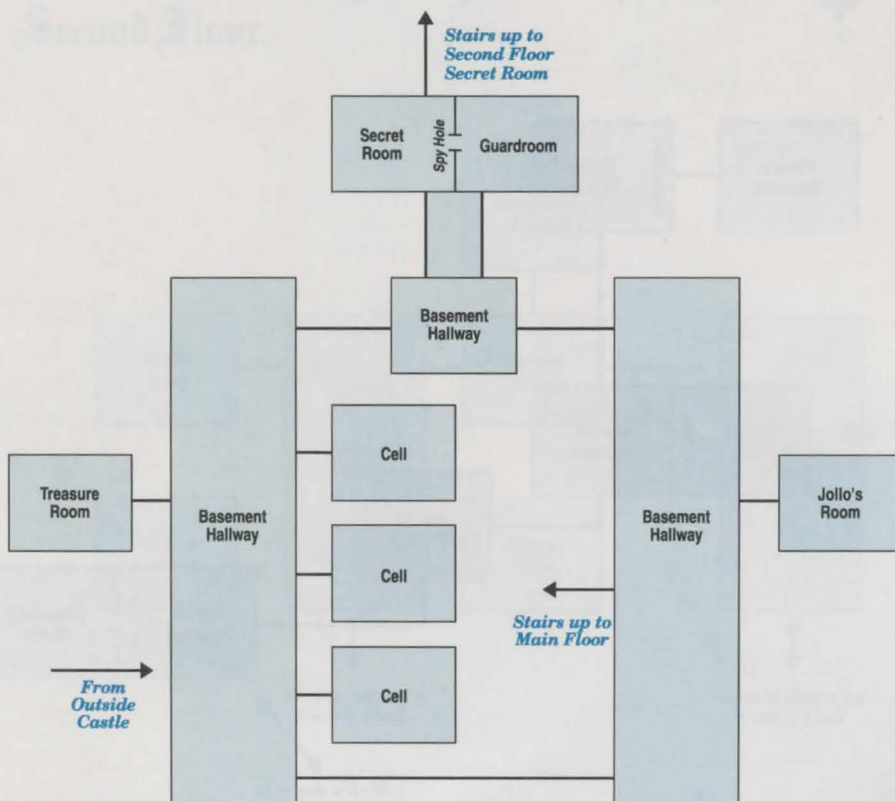 Second Floor
Stairs up to
Second Floor
Secret Room
Secret
Room
Spy Hole
Guardroom
Basement
Hallway
Cell
Treasure
Room
Basement
Hallway
Basement
Hallway
Jollo's
Room
Cell
Stairs up to
Main Floor
From
Outside
Castle
Cell